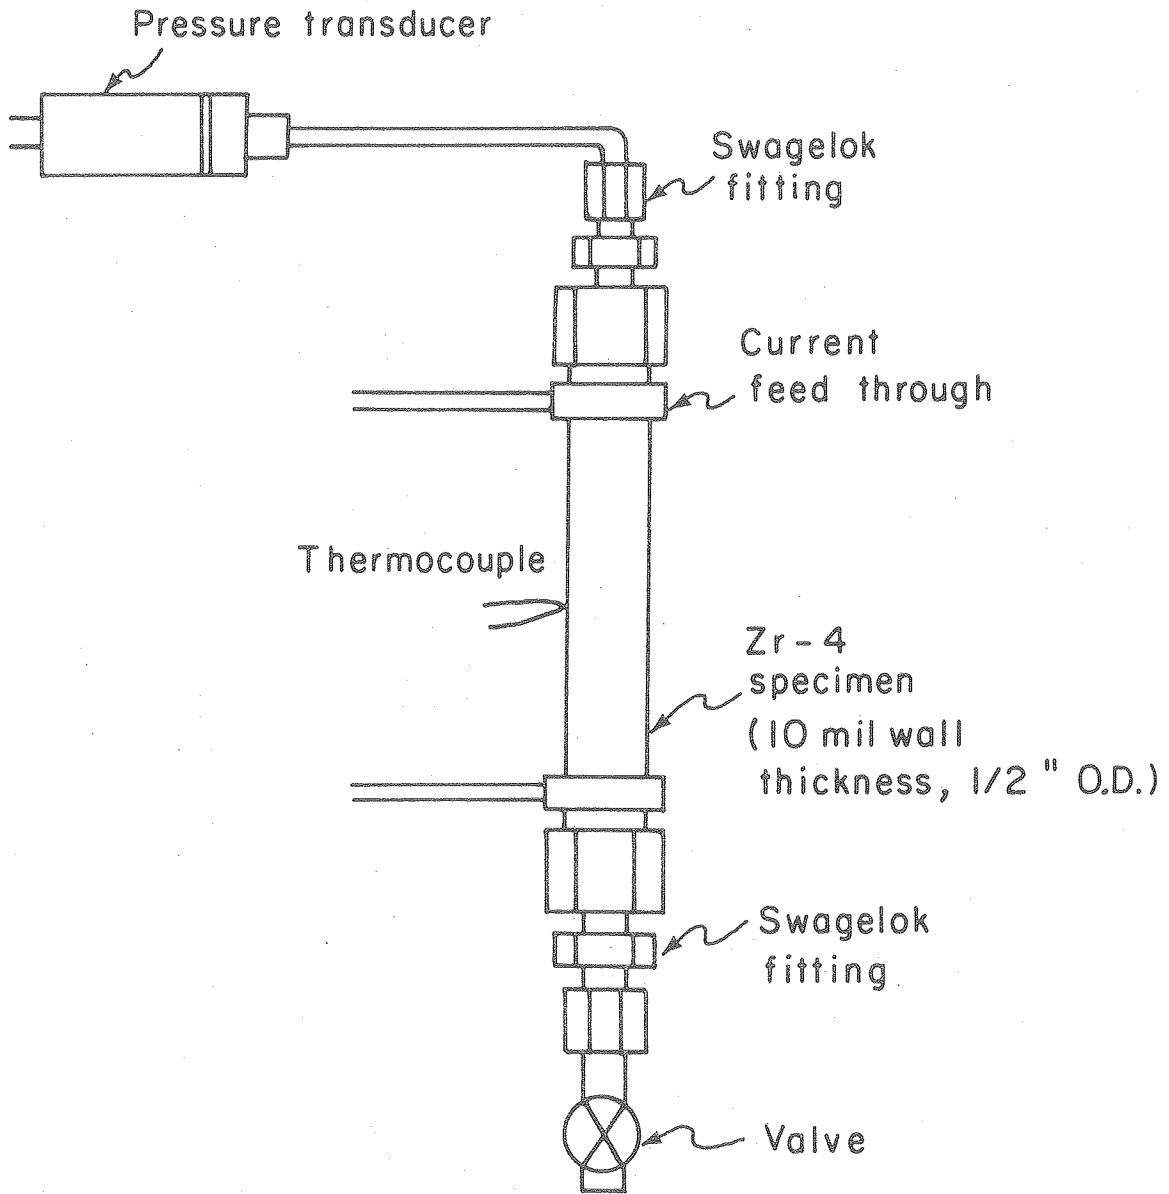 Pressure transducer
Swagelok
fitting
Current
feed through
Thermocouple
Zr-4
specimen
(10 mil wall
thickness, 1/2" O.D.)
Swagelok
fitting
Valve